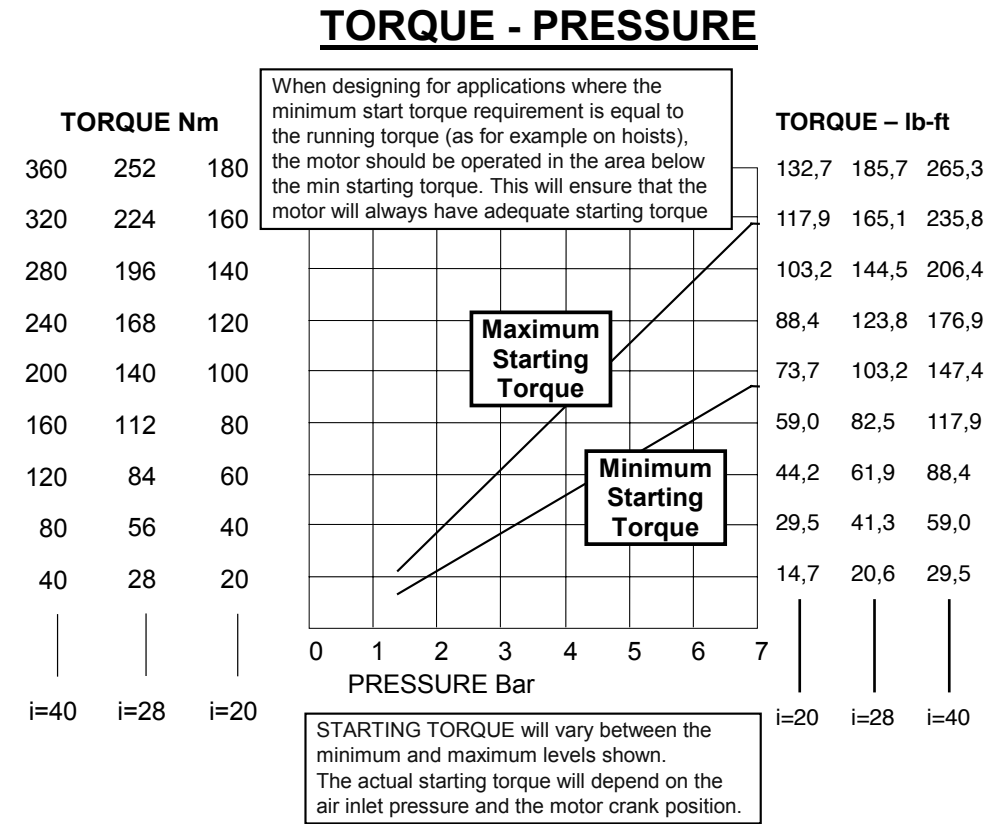 TORQUE - PRESSURE
When designing for applications where the
minimum start torque requirement is equal to
the running torque (as for example on hoists),
the motor should be operated in the area below
the min starting torque. This will ensure that the
motor will always have adequate starting torque
TORQUE Nm
TORQUE – lb-ft
360 252 180 132,7 185,7 265,3
320 224 160 117,9 165,1 235,8
280 196 140 103,2 144,5 206,4
240 168 120 88,4 123,8 176,9
200 140 100 73,7 103,2 147,4
160 112 80 59,0 82,5 117,9
120 84 60 44,2 61,9 88,4
80 56 40 29,5 41,3 59,0
40 28 20 14,7 20,6 29,5
Maximum
Starting
Torque
Minimum
Starting
Torque
0 1 2 3 4 5 6 7
PRESSURE Bar
i=40 i=28 i=20 i=20 i=28 i=40
STARTING TORQUE will vary between the
minimum and maximum levels shown.
The actual starting torque will depend on the
air inlet pressure and the motor crank position.